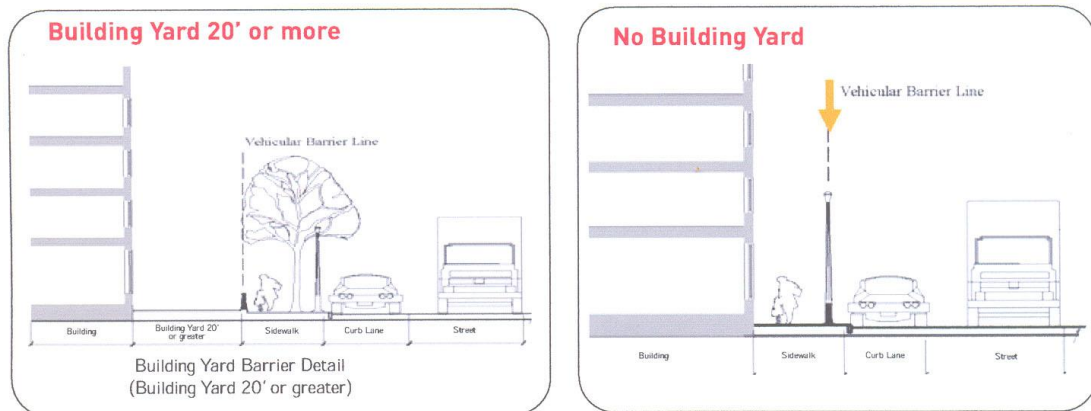 Building Yard 20' or more
Vehicular Barrier Line
Building
Building Yard 20'
or greater
Sidewalk
Curb Lane
Street
Building Yard Barrier Detail
(Building Yard 20' or greater)
No Building Yard
Vehicular Barrier Line
Building
Sidewalk
Curb Lane
Street